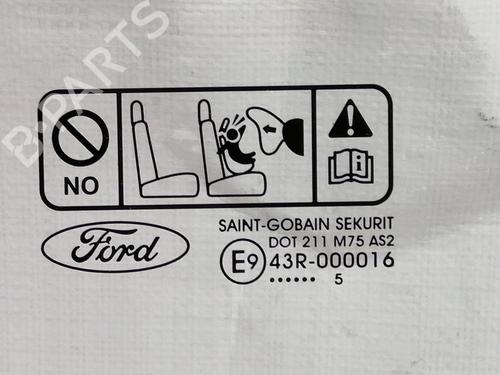 B-PARTS
NO
i
Ford
SAINT-GOBAIN SEKURIT
DOT 211 M75 AS2
E9 43R-000016
...... 5